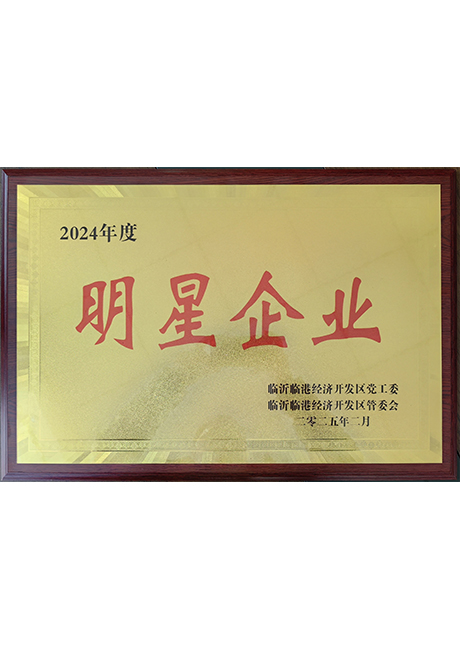 2024年度
明星企业
临沂临港经济开发区党工委
临沂临港经济开发区管委会
二零二五年二月